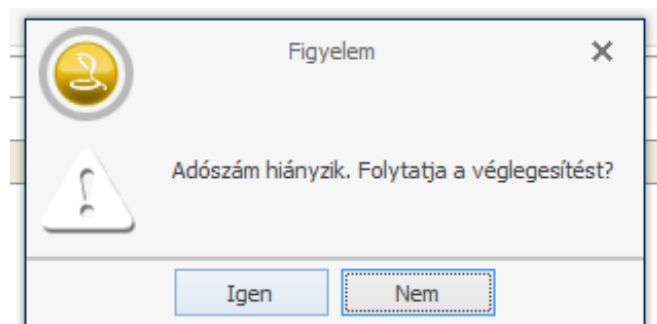 Figyelem
Adószám hiányzik. Folytatja a véglegesítést?
Igen
Nem